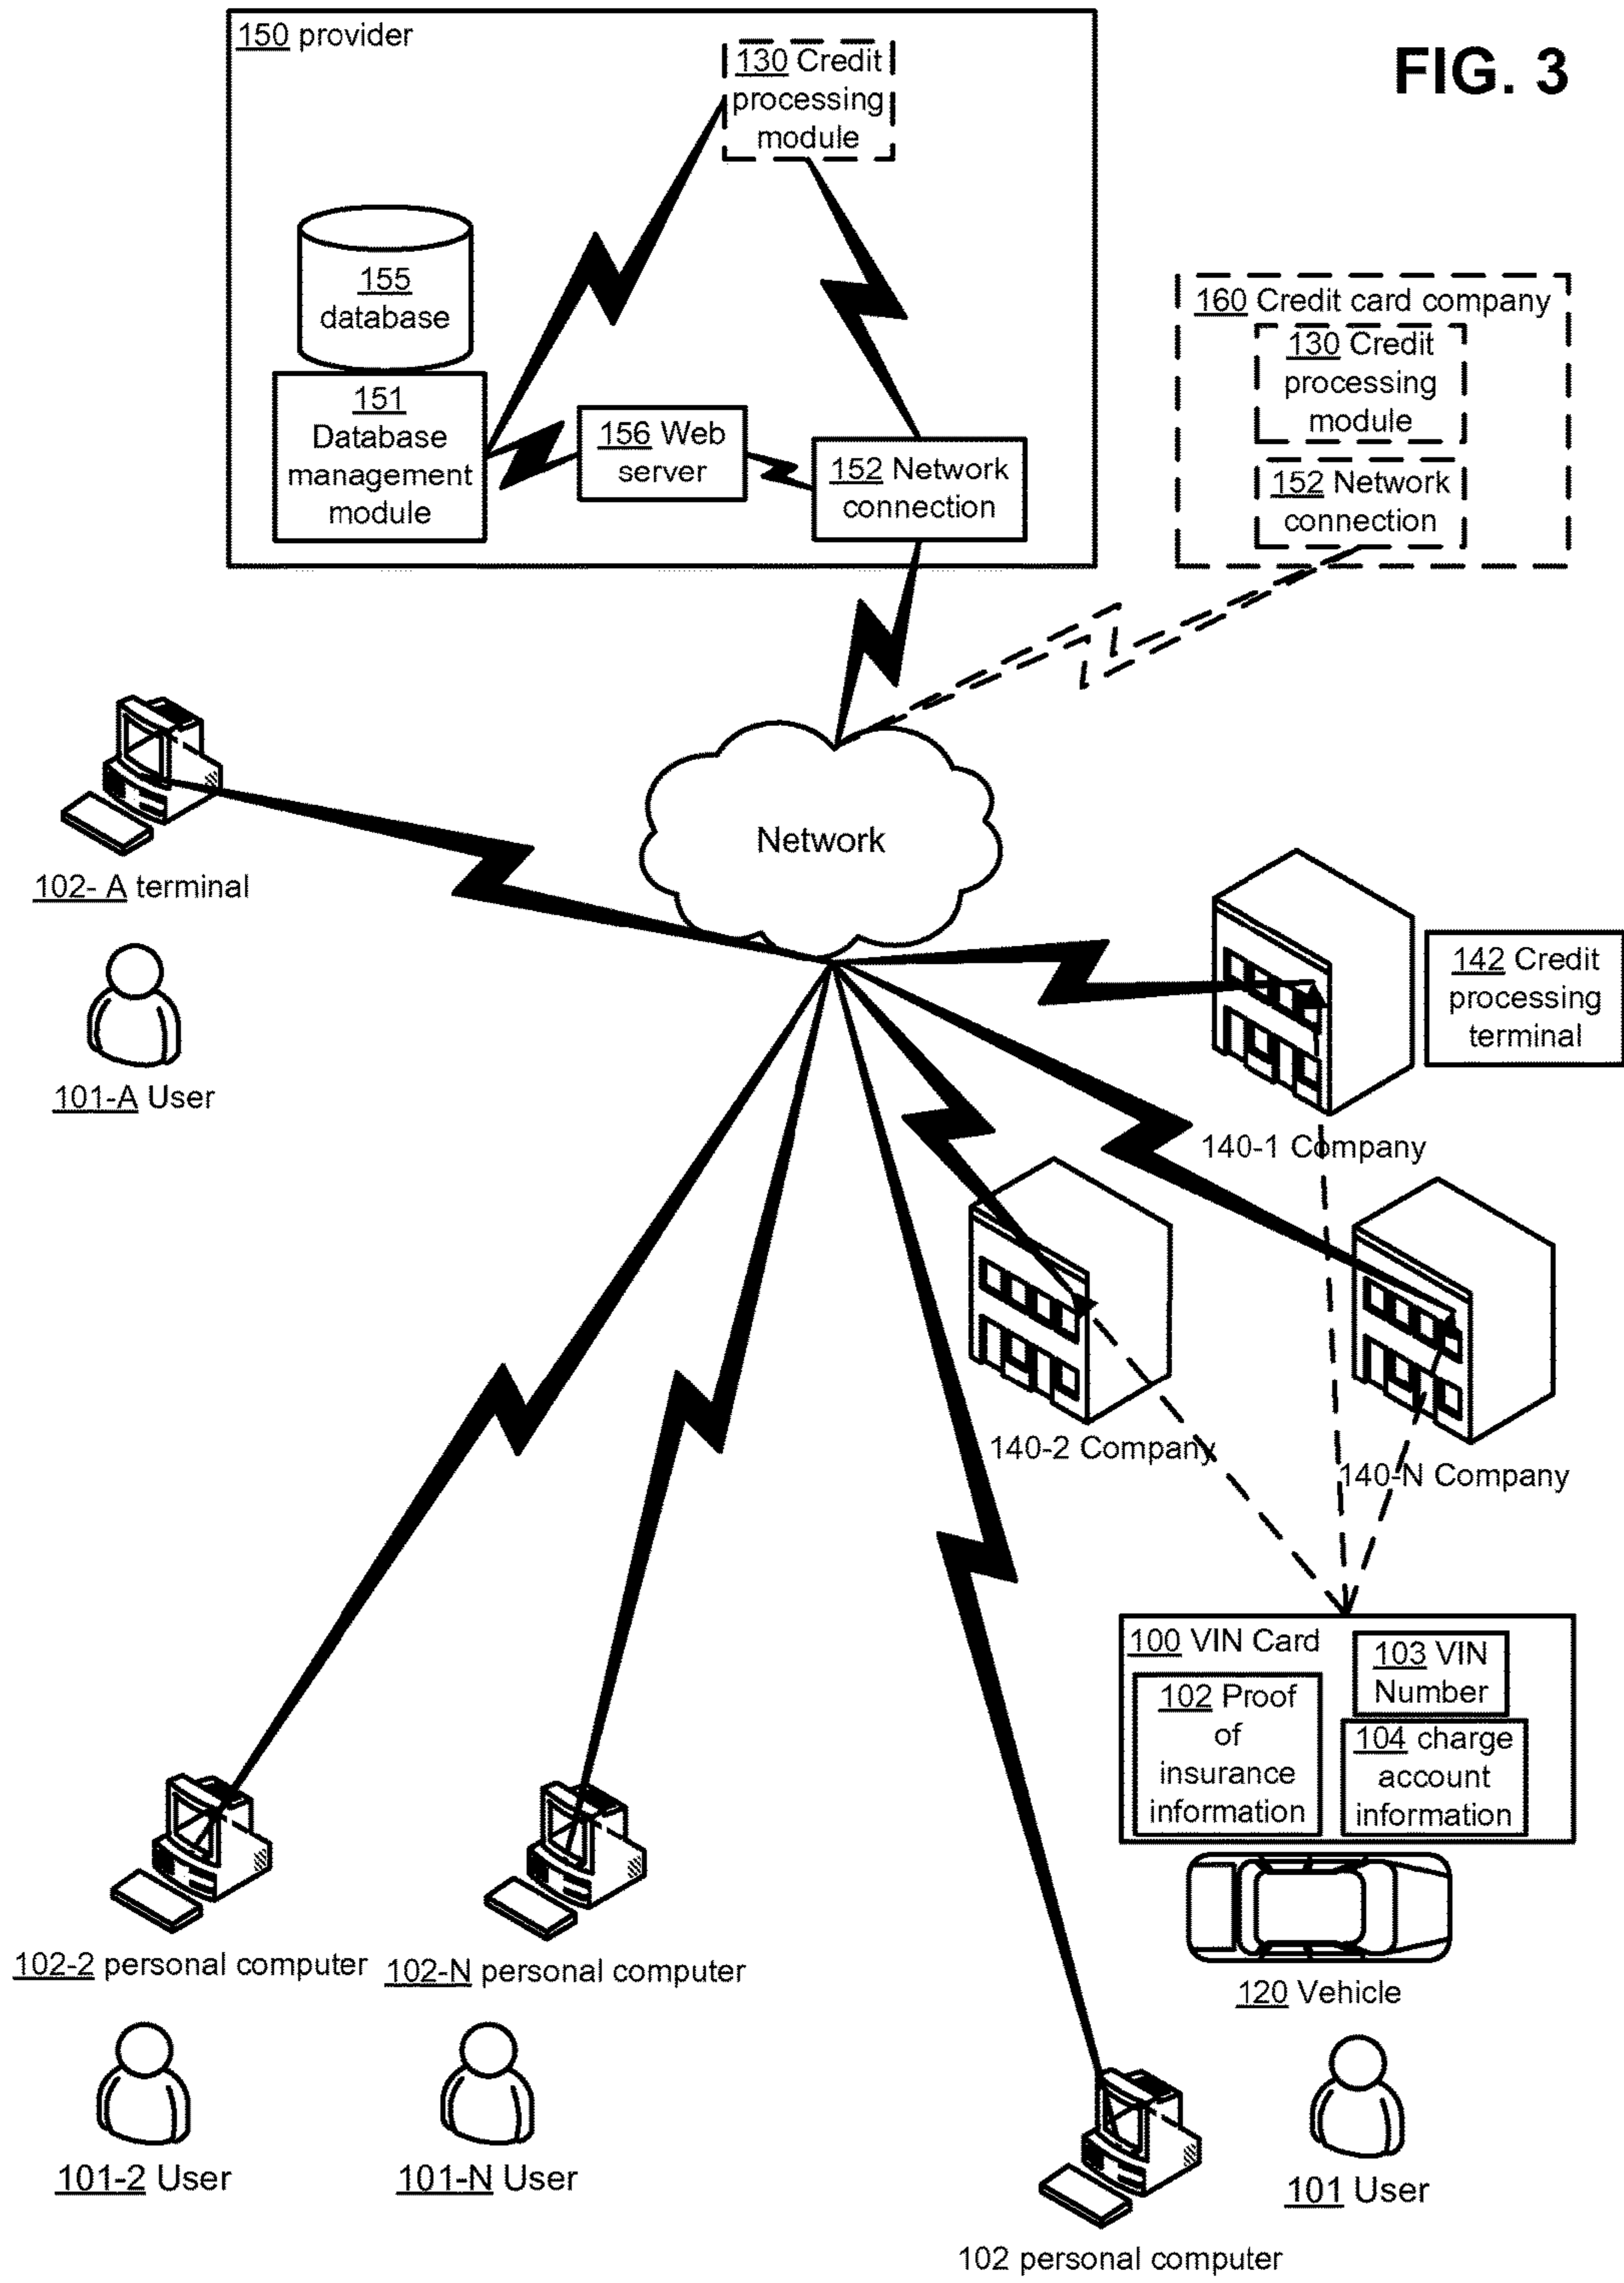 150 provider
FIG. 3
130 Credit
processing
module
155
database
151
Database
management
module
156 Web
server
152 Network
connection
160 Credit card company
130 Credit
processing
module
152 Network
connection
Network
102- A terminal
101-A User
142 Credit
processing
terminal
140-1 Company
140-2 Company
140-N Company
100 VIN Card
103 VIN
Number
102 Proof
of
insurance
information
104 charge
account
information
120 Vehicle
102-2 personal computer
102-N personal computer
101-2 User
101-N User
101 User
102 personal computer